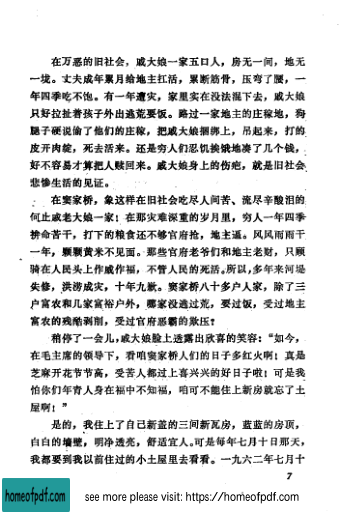 在万恶的旧社会，戚大娘一家五口人，房无一间，地无
一垅。丈夫成年累月给地主扛活，累断筋骨，压弯了腰，一
年四季吃不饱。有一年遭灾，家里实在没法混下去，戚大娘
只好拉扯着孩子外出逃荒要饭。路过一家地主的庄稼地，狗
腿子硬说偷了他们的庄稼，把戚大娘捆绑上，吊起来，打的
皮开肉绽，死去活来。还是穷人们忍饥挨饿地凑了几个钱，
好不容易才算把人赎回来。戚大娘身上的伤疤，就是旧社会
悲惨生活的见证。
在窦家桥，象这样在旧社会吃尽人间苦、流尽辛酸泪的
何止戚老大娘一家！在那灾难深重的岁月里，穷人一年四季
拚命苦干，打下的粮食还不够官府抢，地主逼。风风雨雨干
一年，颗颗黄米不见面。那些官府老爷们和地主老财，只顾
骑在人民头上作威作福，不管人民的死活。所以，多年来河堤
失修，洪涝成灾，十年九歉。窦家桥八十多户人家，除了三
户富农和几家富裕户外，哪家没逃过荒，要过饭，受过地主
富农的残酷剥削，受过官府恶霸的欺压？
稍停了一会儿，戚大娘脸上透露出欣喜的笑容：“如今，
在毛主席的领导下，看咱窦家桥人们的日子多红火啊！真是
芝麻开花节节高，受苦人都过上喜兴兴的好日子啦！可是我
怕你们年青人身在福中不知福，咱可不能住上新房就忘了土
屋啊！”
是的，我住上了自己新盖的三间新瓦房，蓝蓝的房顶，
白白的墙壁，明净透亮，舒适宜人。可是每年七月十日那天，
我都要到我以前住过的小土屋里去看看。一九六二年七月十
7
homeofpdf.com
see more please visit: https://homeofpdf.com